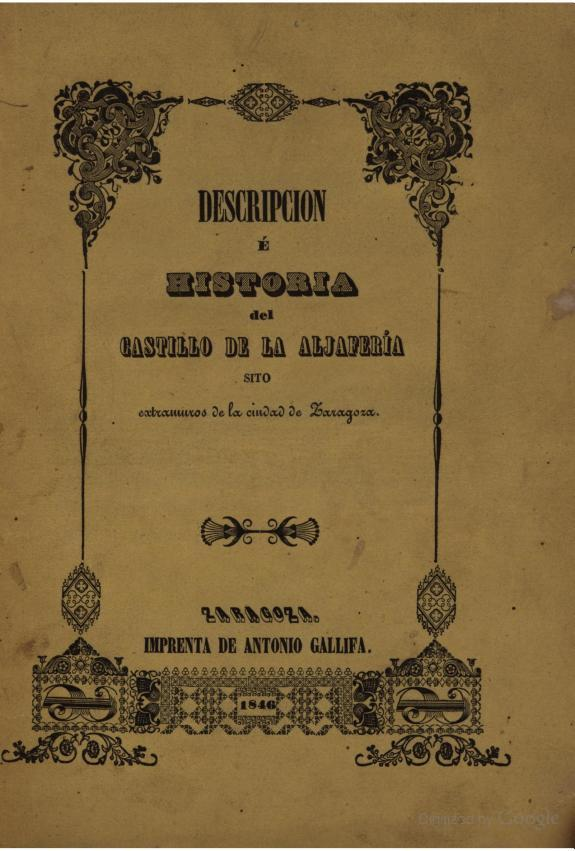 DESCRIPCION
É
HISTORIA
del
CASTILLO DE LA ALJAFERÍA
SITO
extramuros de la ciudad de Zaragoza.
ZARAGOZA.
IMPRENTA DE ANTONIO GALLIFA.
1846
Digitized by Google